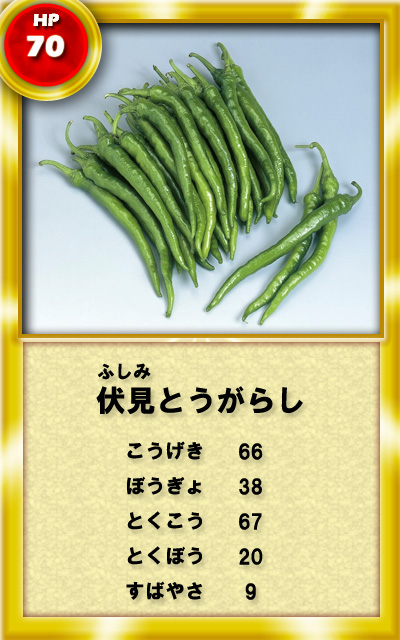 HP
70
ふしみ
伏見とうがらし
こうげき 66
ぼうぎょ 38
とくこう 67
とくぼう 20
すばやさ 9